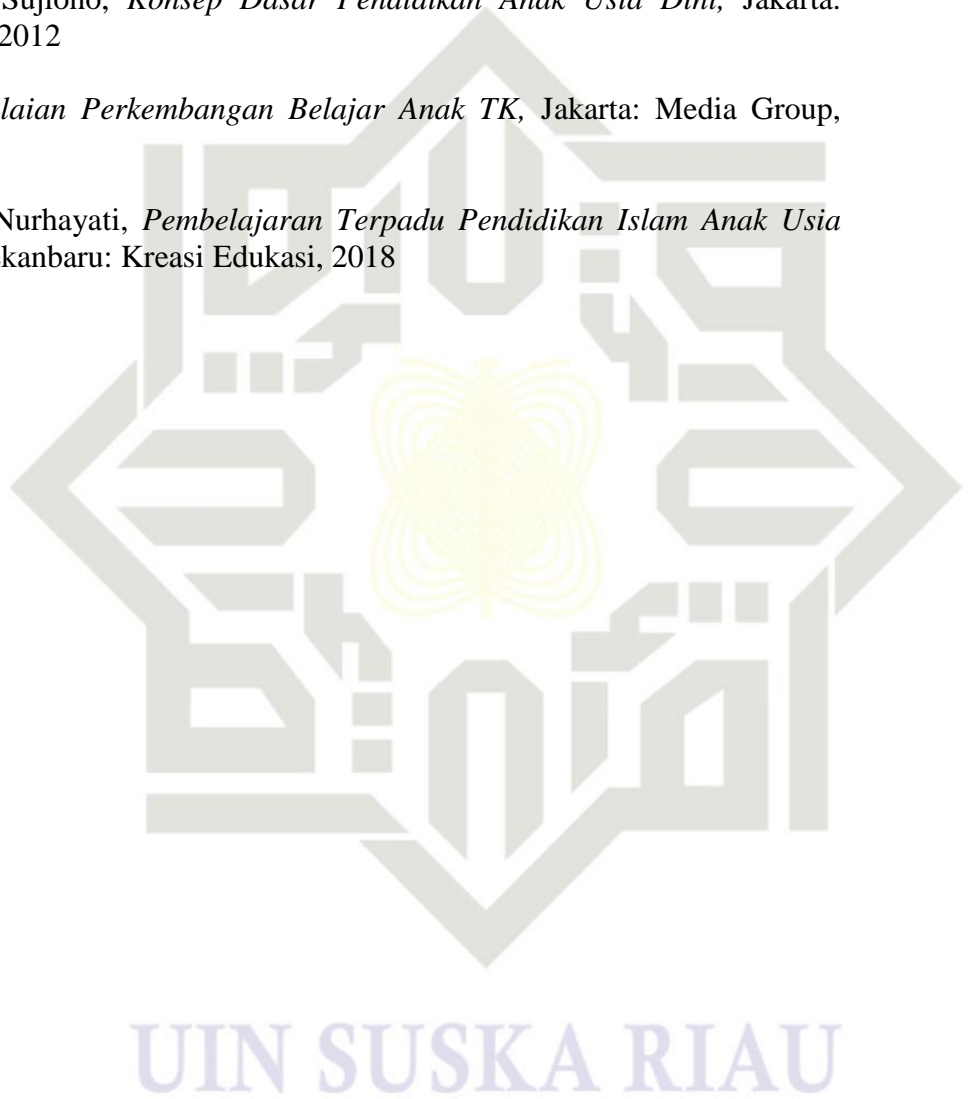 Sujiono, Konsep Dasar Pendidikan Anak Usia Dini, Jakarta:
2012
laian Perkembangan Belajar Anak TK, Jakarta: Media Group,
Nurhayati, Pembelajaran Terpadu Pendidikan Islam Anak Usia
kanbaru: Kreasi Edukasi, 2018
UIN SUSKA RIAU